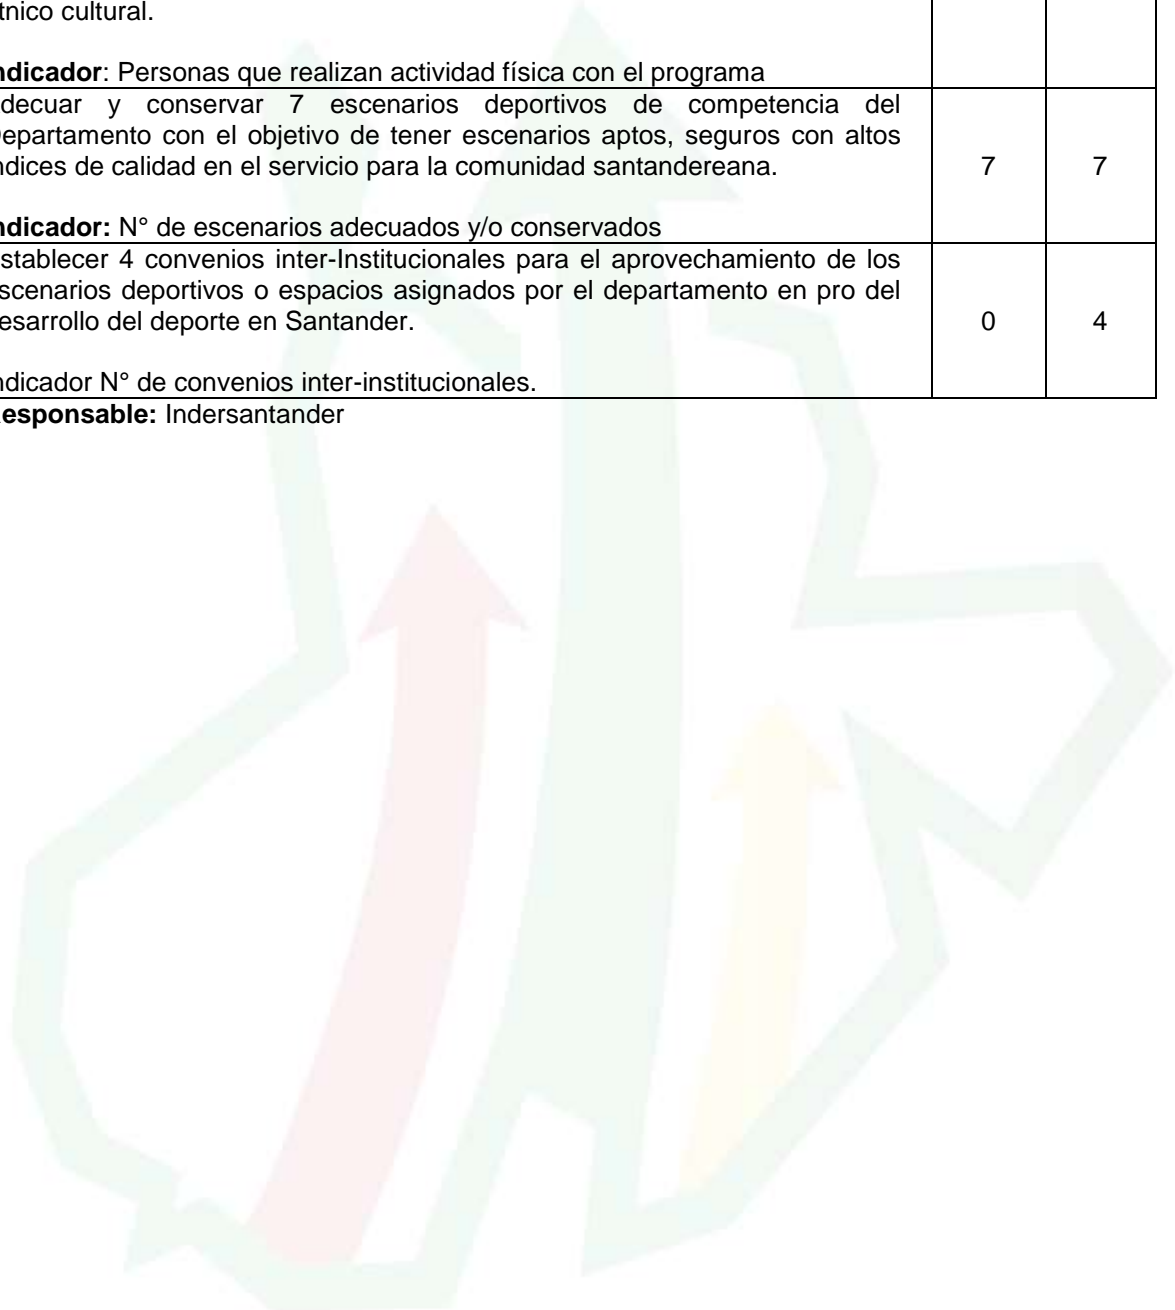 tnico cultural.
ndicador: Personas que realizan actividad física con el programa
decuar y conservar 7 escenarios deportivos de competencia del
epartamento con el objetivo de tener escenarios aptos, seguros con altos
ndices de calidad en el servicio para la comunidad santandereana.
7 7
ndicador: N° de escenarios adecuados y/o conservados
stablecer 4 convenios inter-Institucionales para el aprovechamiento de los
scenarios deportivos o espacios asignados por el departamento en pro del
esarrollo del deporte en Santander.
0 4
ndicador N° de convenios inter-institucionales.
esponsable: Indersantander